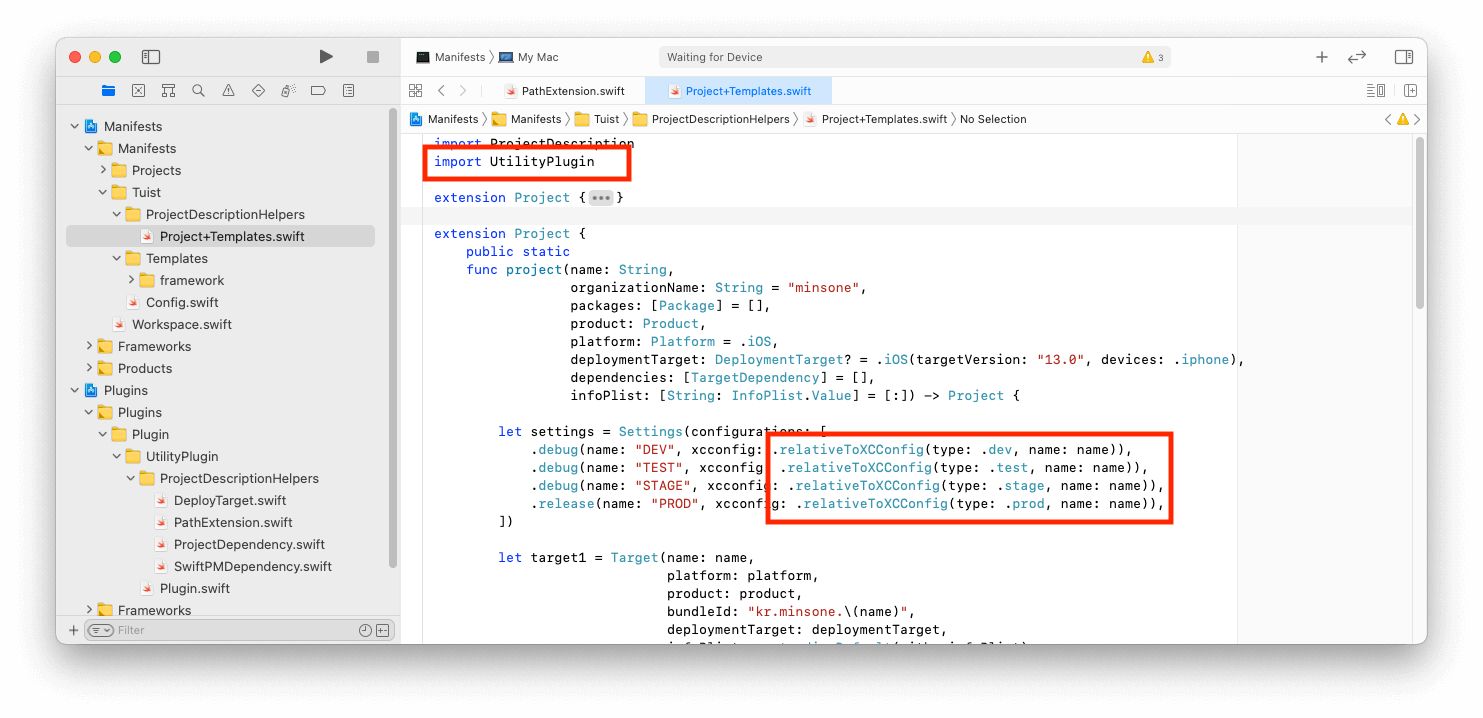 Manifests
My Mac
Waiting for Device
3
PathExtension.swift
Project+Templates.swift
Manifests
Manifests
Tuist
ProjectDescriptionHelpers
Project+Templates.swift
No Selection
Manifests
Manifests
Projects
Tuist
ProjectDescriptionHelpers
Project+Templates.swift
Templates
framework
Config.swift
Workspace.swift
Frameworks
Products
Plugins
Plugins
Plugin
UtilityPlugin
ProjectDescriptionHelpers
DeployTarget.swift
PathExtension.swift
ProjectDependency.swift
SwiftPMDependency.swift
Plugin.swift
Frameworks
Filter
import ProjectDescription
import UtilityPlugin
extension Project {•••}
extension Project {
public static
func project(name: String,
organizationName: String = "minsone",
packages: [Package] = [],
product: Product,
platform: Platform = .iOS,
deploymentTarget: DeploymentTarget? = .iOS(targetVersion: "13.0", devices: .iphone),
dependencies: [TargetDependency] = [],
infoPlist: [String: InfoPlist.Value] = [:]) -> Project {
let settings = Settings(configurations: [
.debug(name: "DEV", xcconfig: .relativeToXCConfig(type: .dev, name: name)),
.debug(name: "TEST", xcconfig: .relativeToXCConfig(type: .test, name: name)),
.debug(name: "STAGE", xcconfig: .relativeToXCConfig(type: .stage, name: name)),
.release(name: "PROD", xcconfig: .relativeToXCConfig(type: .prod, name: name)),
])
let target1 = Target(name: name,
platform: platform,
product: product,
bundleId: "kr.minsone.\(name)",
deploymentTarget: deploymentTarget,